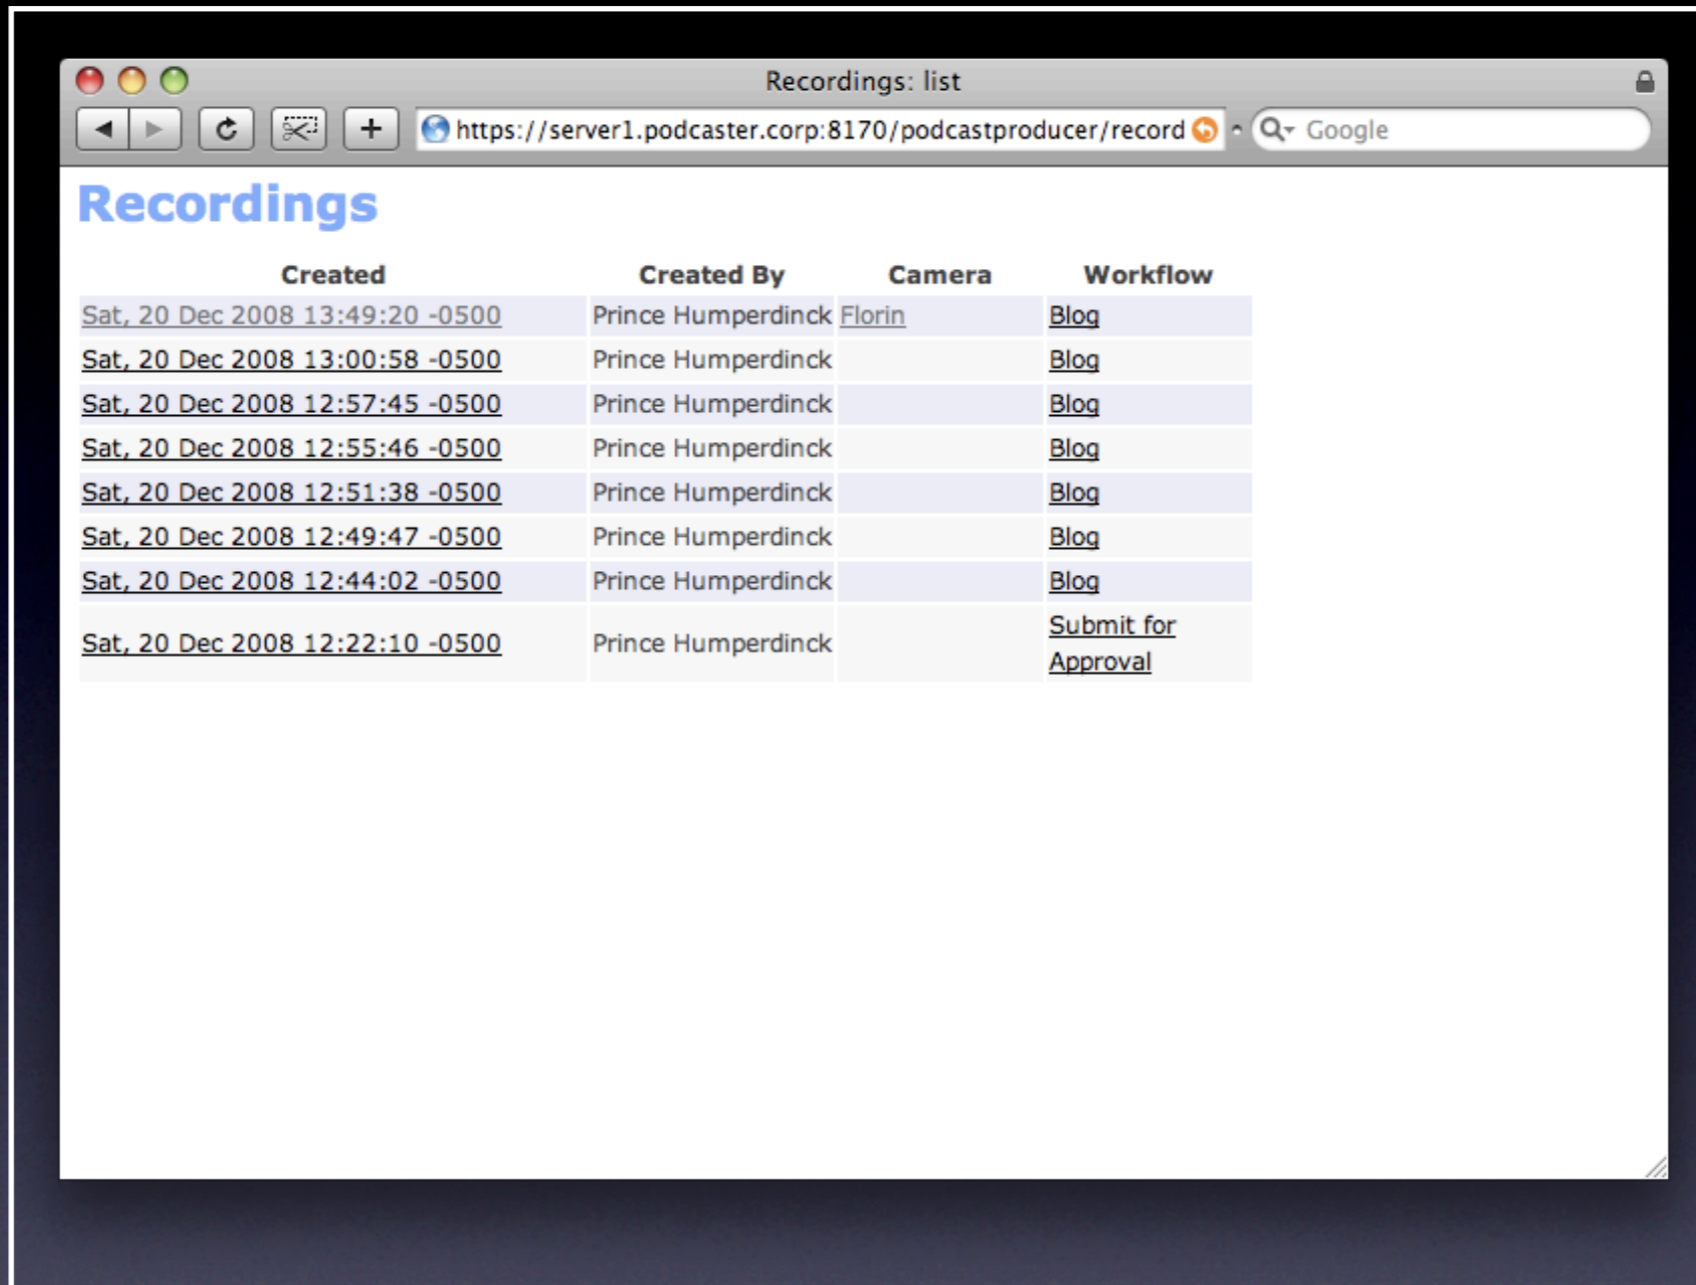 Recordings: list
https://server1.podcaster.corp:8170/podcastproducer/record
Google
Recordings
Created Created By Camera Workflow
Sat, 20 Dec 2008 13:49:20 -0500 Prince Humperdinck Florin Blog
Sat, 20 Dec 2008 13:00:58 -0500 Prince Humperdinck Blog
Sat, 20 Dec 2008 12:57:45 -0500 Prince Humperdinck Blog
Sat, 20 Dec 2008 12:55:46 -0500 Prince Humperdinck Blog
Sat, 20 Dec 2008 12:51:38 -0500 Prince Humperdinck Blog
Sat, 20 Dec 2008 12:49:47 -0500 Prince Humperdinck Blog
Sat, 20 Dec 2008 12:44:02 -0500 Prince Humperdinck Blog
Sat, 20 Dec 2008 12:22:10 -0500 Prince Humperdinck Submit for
Approval